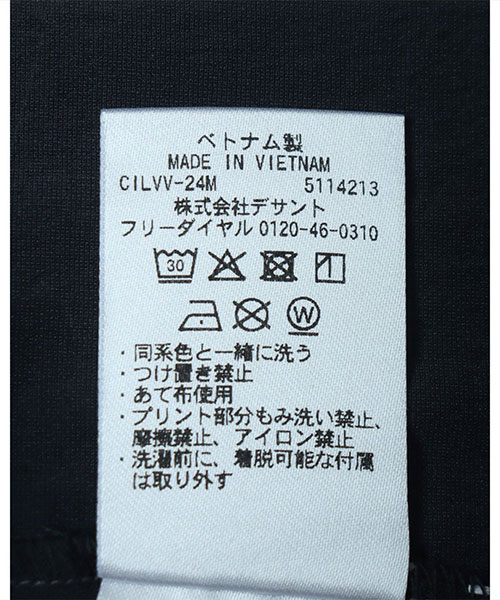 ベトナム製
MADE IN VIETNAM
CILVV-24M 5114213
株式会社デサント
フリーダイヤル 0120-46-0310
30
W
・同系色と一緒に洗う
・つけ置き禁止
・あて布使用
・プリント部分もみ洗い禁止、
摩擦禁止、アイロン禁止
・洗濯前に、着脱可能な付属
は取り外す